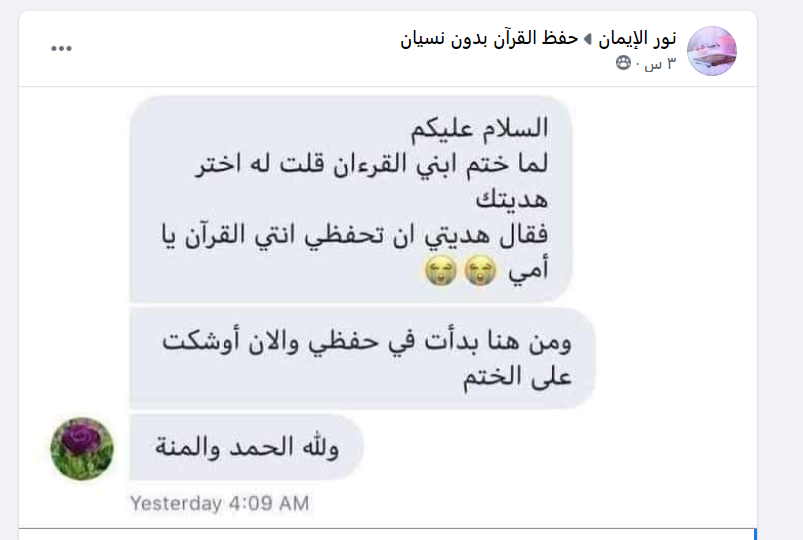 نور الإيمان ◂ حفظ القرآن بدون نسيان
٣ س ·
السلام عليكم
لما ختم ابني القرءان قلت له اختر
هديتك
فقال هديتي ان تحفظي انتي القرآن يا
أمي 😭😭
ومن هنا بدأت في حفظي والان أوشكت
على الختم
ولله الحمد والمنة
Yesterday 4:09 AM